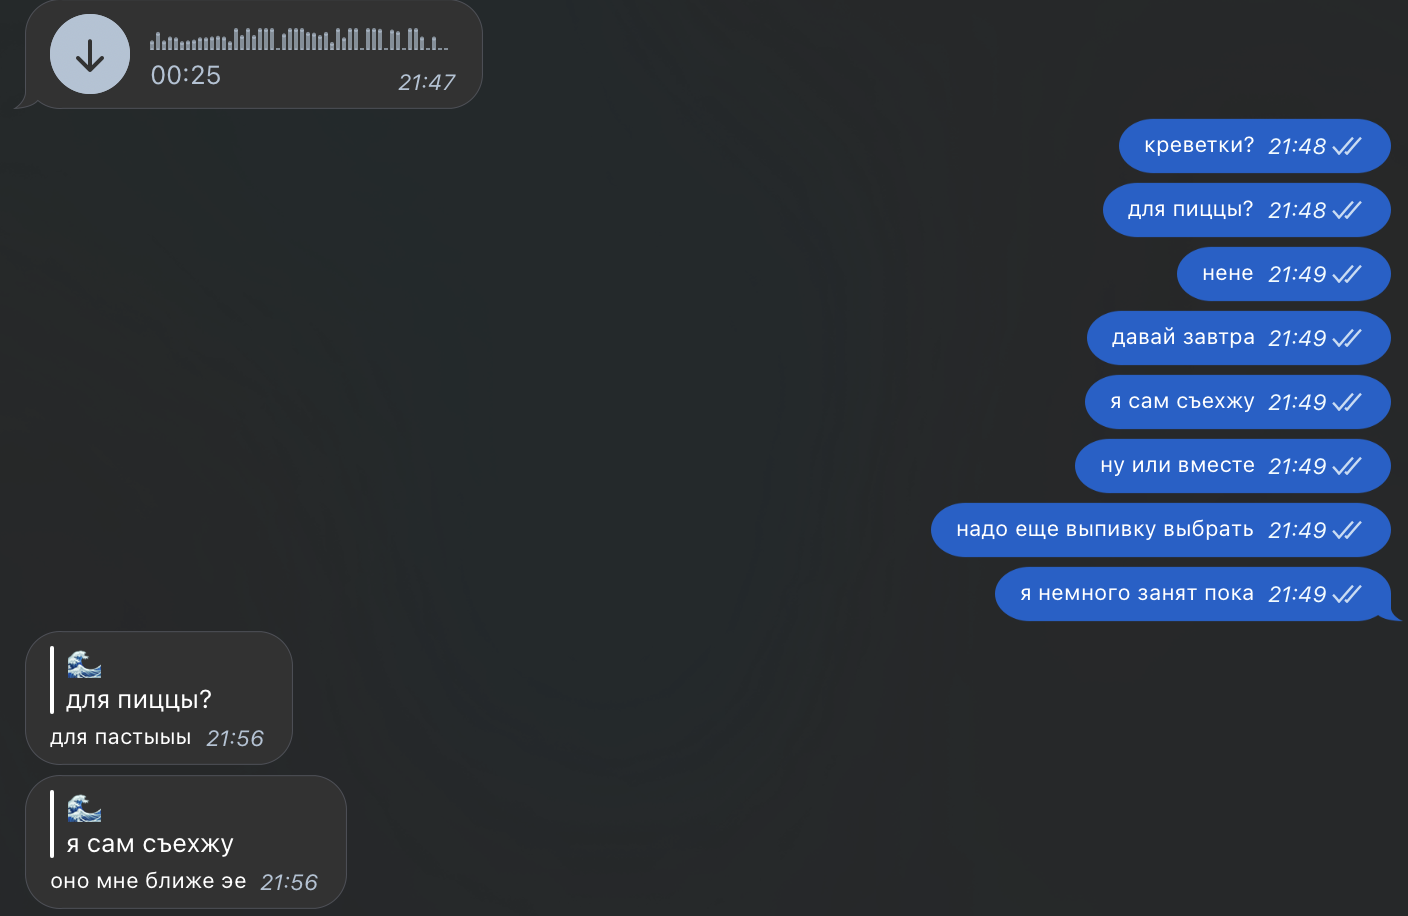 00:25 21:47
креветки? 21:48
для пиццы? 21:48
нене 21:49
давай завтра 21:49
я сам съехжу 21:49
ну или вместе 21:49
надо еще выпивку выбрать 21:49
я немного занят пока 21:49
🌊
для пиццы?
для пастыыы 21:56
🌊
я сам съехжу
оно мне ближе эе 21:56